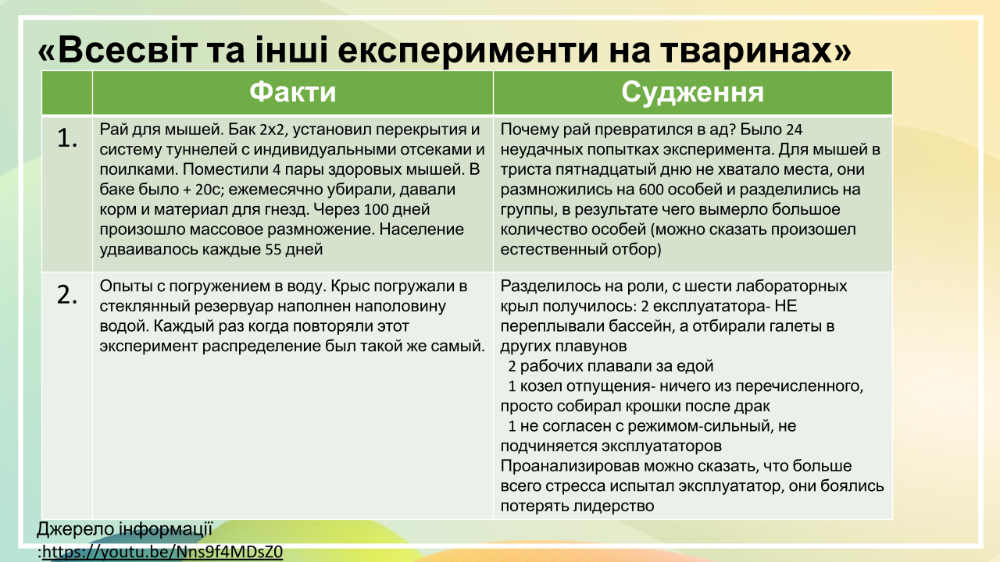 «Всесвіт та інші експерименти на тваринах»
Факти
Судження
1.
Рай для мышей. Бак 2х2, установил перекрытия и
систему туннелей с индивидуальными отсеками и
поилками. Поместили 4 пары здоровых мышей. В
баке было + 20с; ежемесячно убирали, давали
корм и материал для гнезд. Через 100 дней
произошло массовое размножение. Население
удваивалось каждые 55 дней
Почему рай превратился в ад? Было 24
неудачных попытках эксперимента. Для мышей в
триста пятнадцатый дню не хватало места, они
размножились на 600 особей и разделились на
группы, в результате чего вымерло большое
количество особей (можно сказать произошел
естественный отбор)
2.
Опыты с погружением в воду. Крыс погружали в
стеклянный резервуар наполнен наполовину
водой. Каждый раз когда повторяли этот
эксперимент распределение был такой же самый.
Разделилось на роли, с шести лабораторных
крыл получилось: 2 експлуататора- НЕ
переплывали бассейн, а отбирали галеты в
других плавунов
2 рабочих плавали за едой
1 козел отпущения- ничего из перечисленного,
просто собирал крошки после драк
1 не согласен с режимом-сильный, не
подчиняется эксплуататоров
Проанализировав можно сказать, что больше
всего стресса испытал эксплуататор, они боялись
потерять лидерство
Джерело інформації
:https://youtu.be/Nns9f4MDsZ0